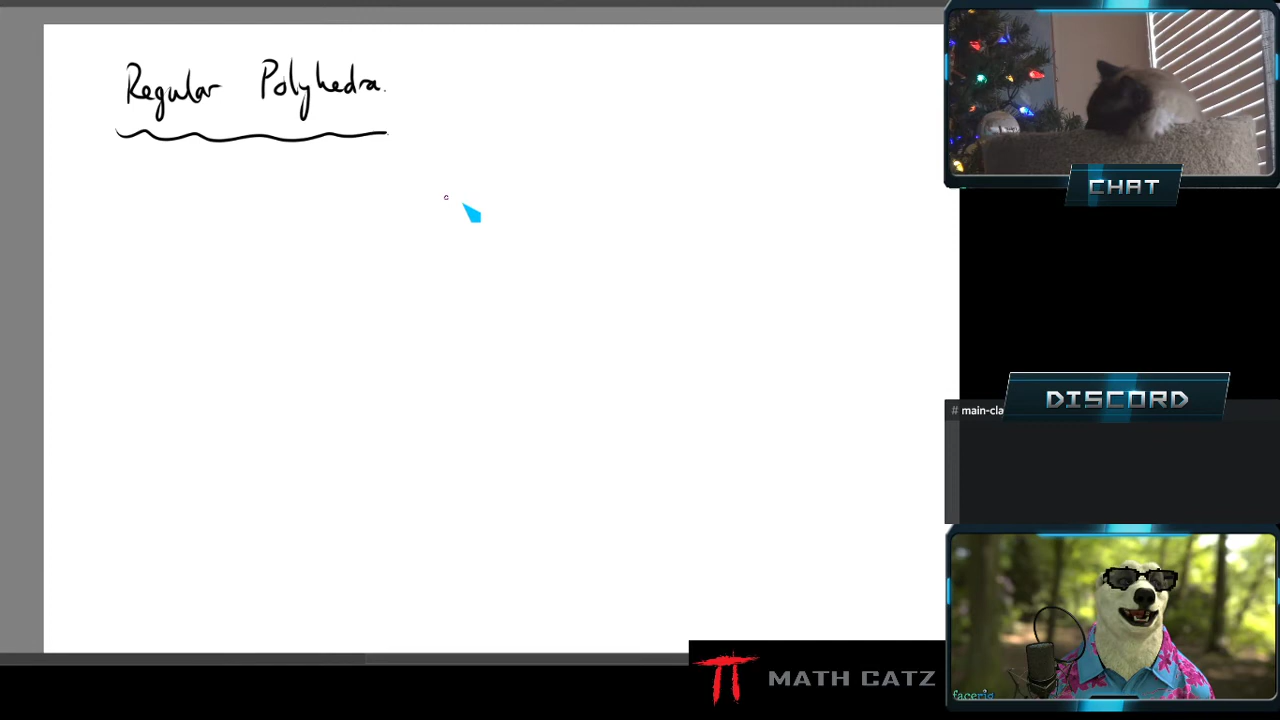 Regular Polyhedra.
CHAT
DISCORD
# main-cla
MATH CATZ
facerig